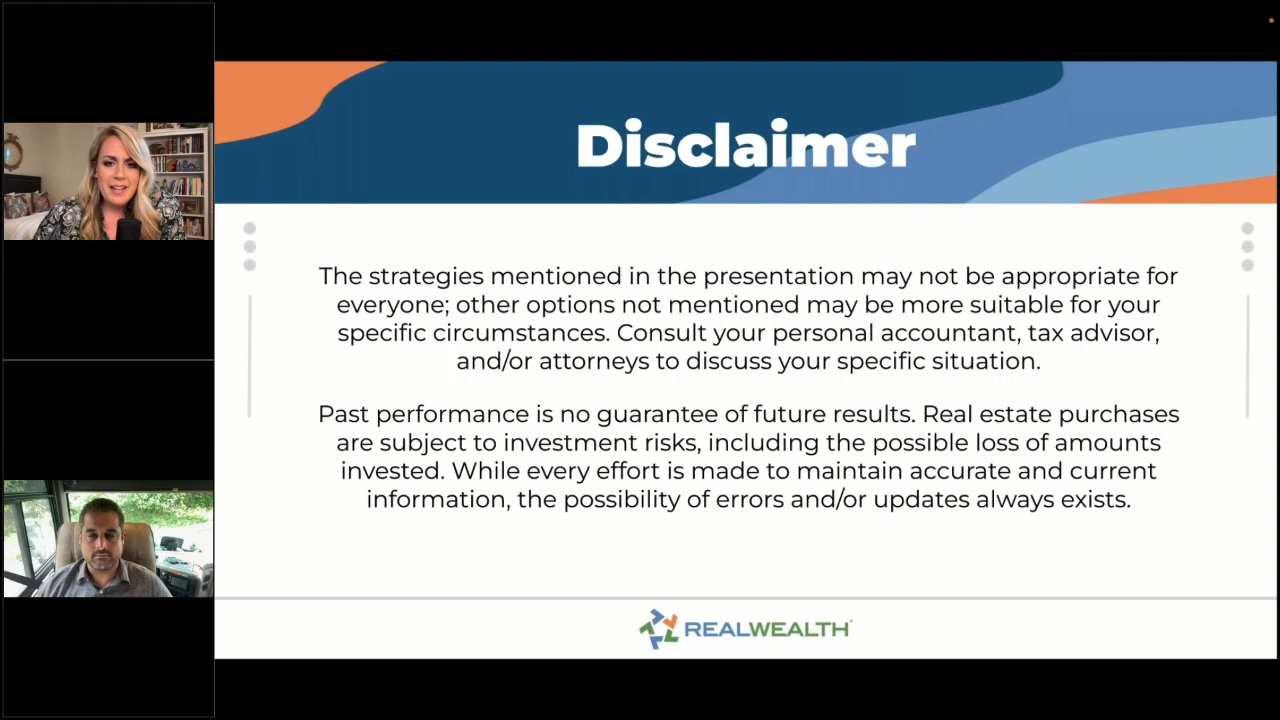 Disclaimer
The strategies mentioned in the presentation may not be appropriate for
everyone; other options not mentioned may be more suitable for your
specific circumstances. Consult your personal accountant, tax advisor,
and/or attorneys to discuss your specific situation.
Past performance is no guarantee of future results. Real estate purchases
are subject to investment risks, including the possible loss of amounts
invested. While every effort is made to maintain accurate and current
information, the possibility of errors and/or updates always exists.
REALWEALTH